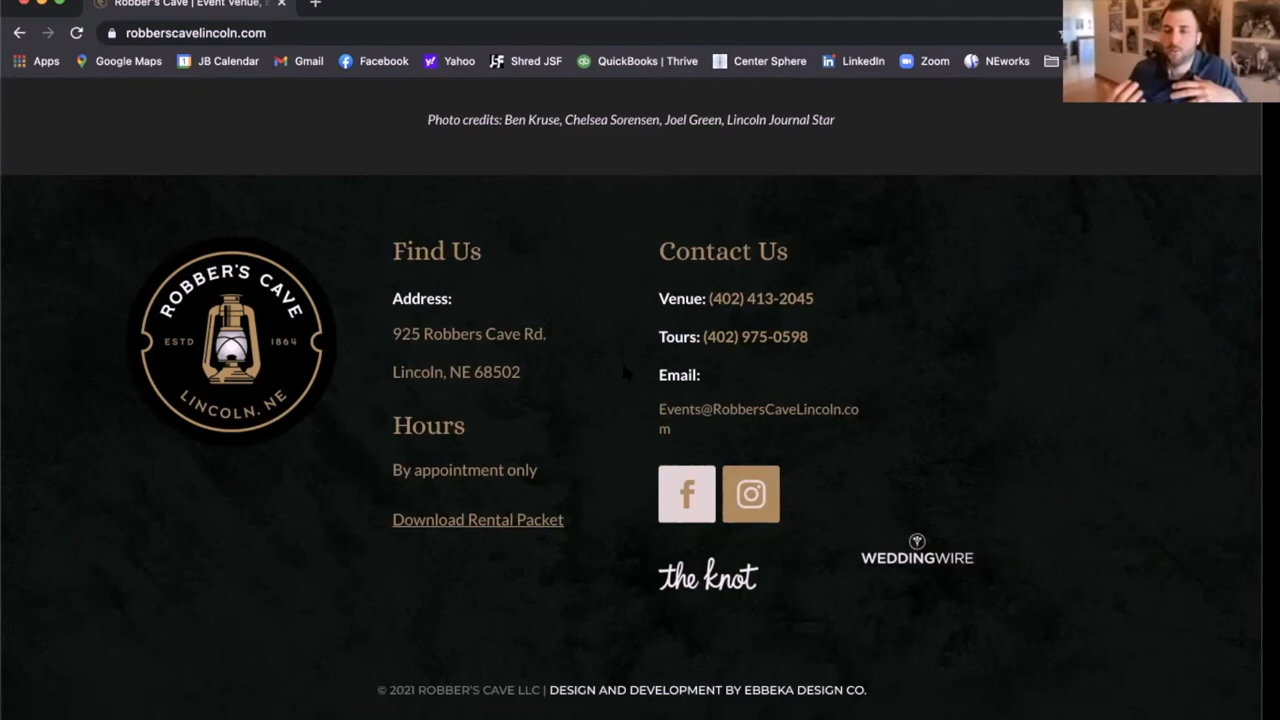 Robber's Cave | Event Venue,
robberscavelincoln.com
Apps
Google Maps
JB Calendar
Gmail
Facebook
Yahoo
Shred JSF
QuickBooks | Thrive
Center Sphere
LinkedIn
Zoom
NEworks
Photo credits: Ben Kruse, Chelsea Sorensen, Joel Green, Lincoln Journal Star
ROBBER'S CAVE
ESTD 1864
LINCOLN, NE
Find Us
Address:
925 Robbers Cave Rd.
Lincoln, NE 68502
Hours
By appointment only
Download Rental Packet
Contact Us
Venue: (402) 413-2045
Tours: (402) 975-0598
Email:
Events@RobbersCaveLincoln.co
m
the knot
WEDDINGWIRE
© 2021 ROBBER'S CAVE LLC | DESIGN AND DEVELOPMENT BY EBBEKA DESIGN CO.